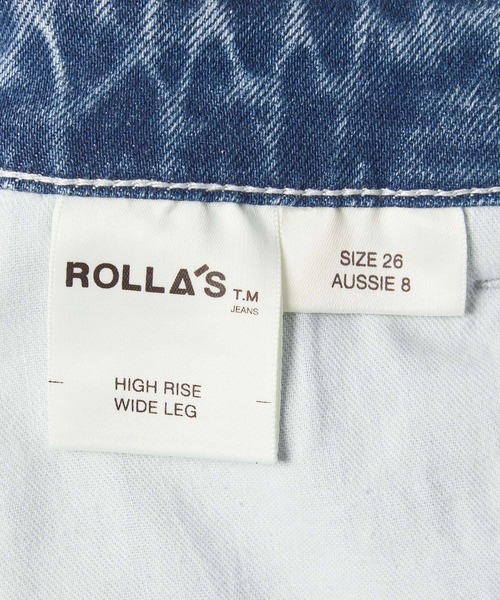 ROLLA'S T.M
JEANS
HIGH RISE
WIDE LEG
SIZE 26
AUSSIE 8